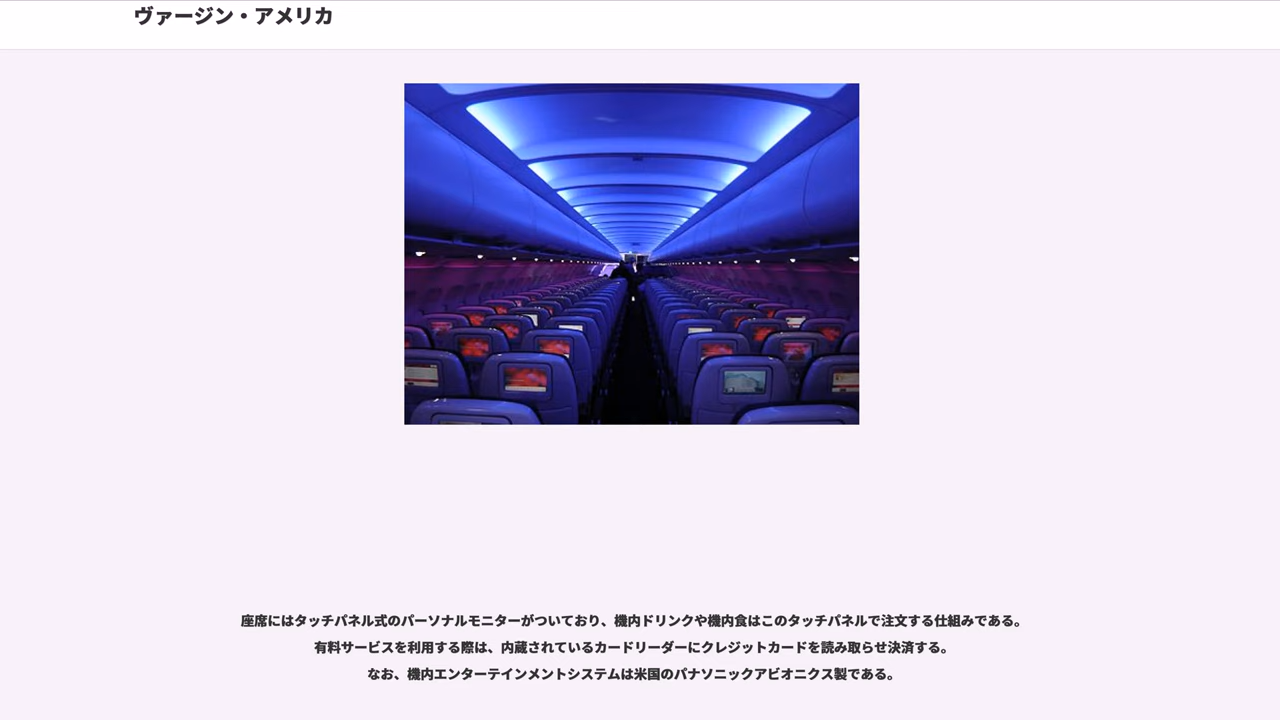 ヴァージン・アメリカ
座席にはタッチパネル式のパーソナルモニターがついており、機内ドリンクや機内食はこのタッチパネルで注文する仕組みである。
有料サービスを利用する際は、内蔵されているカードリーダーにクレジットカードを読み取らせ決済する。
なお、機内エンターテインメントシステムは米国のパナソニックアビオニクス製である。